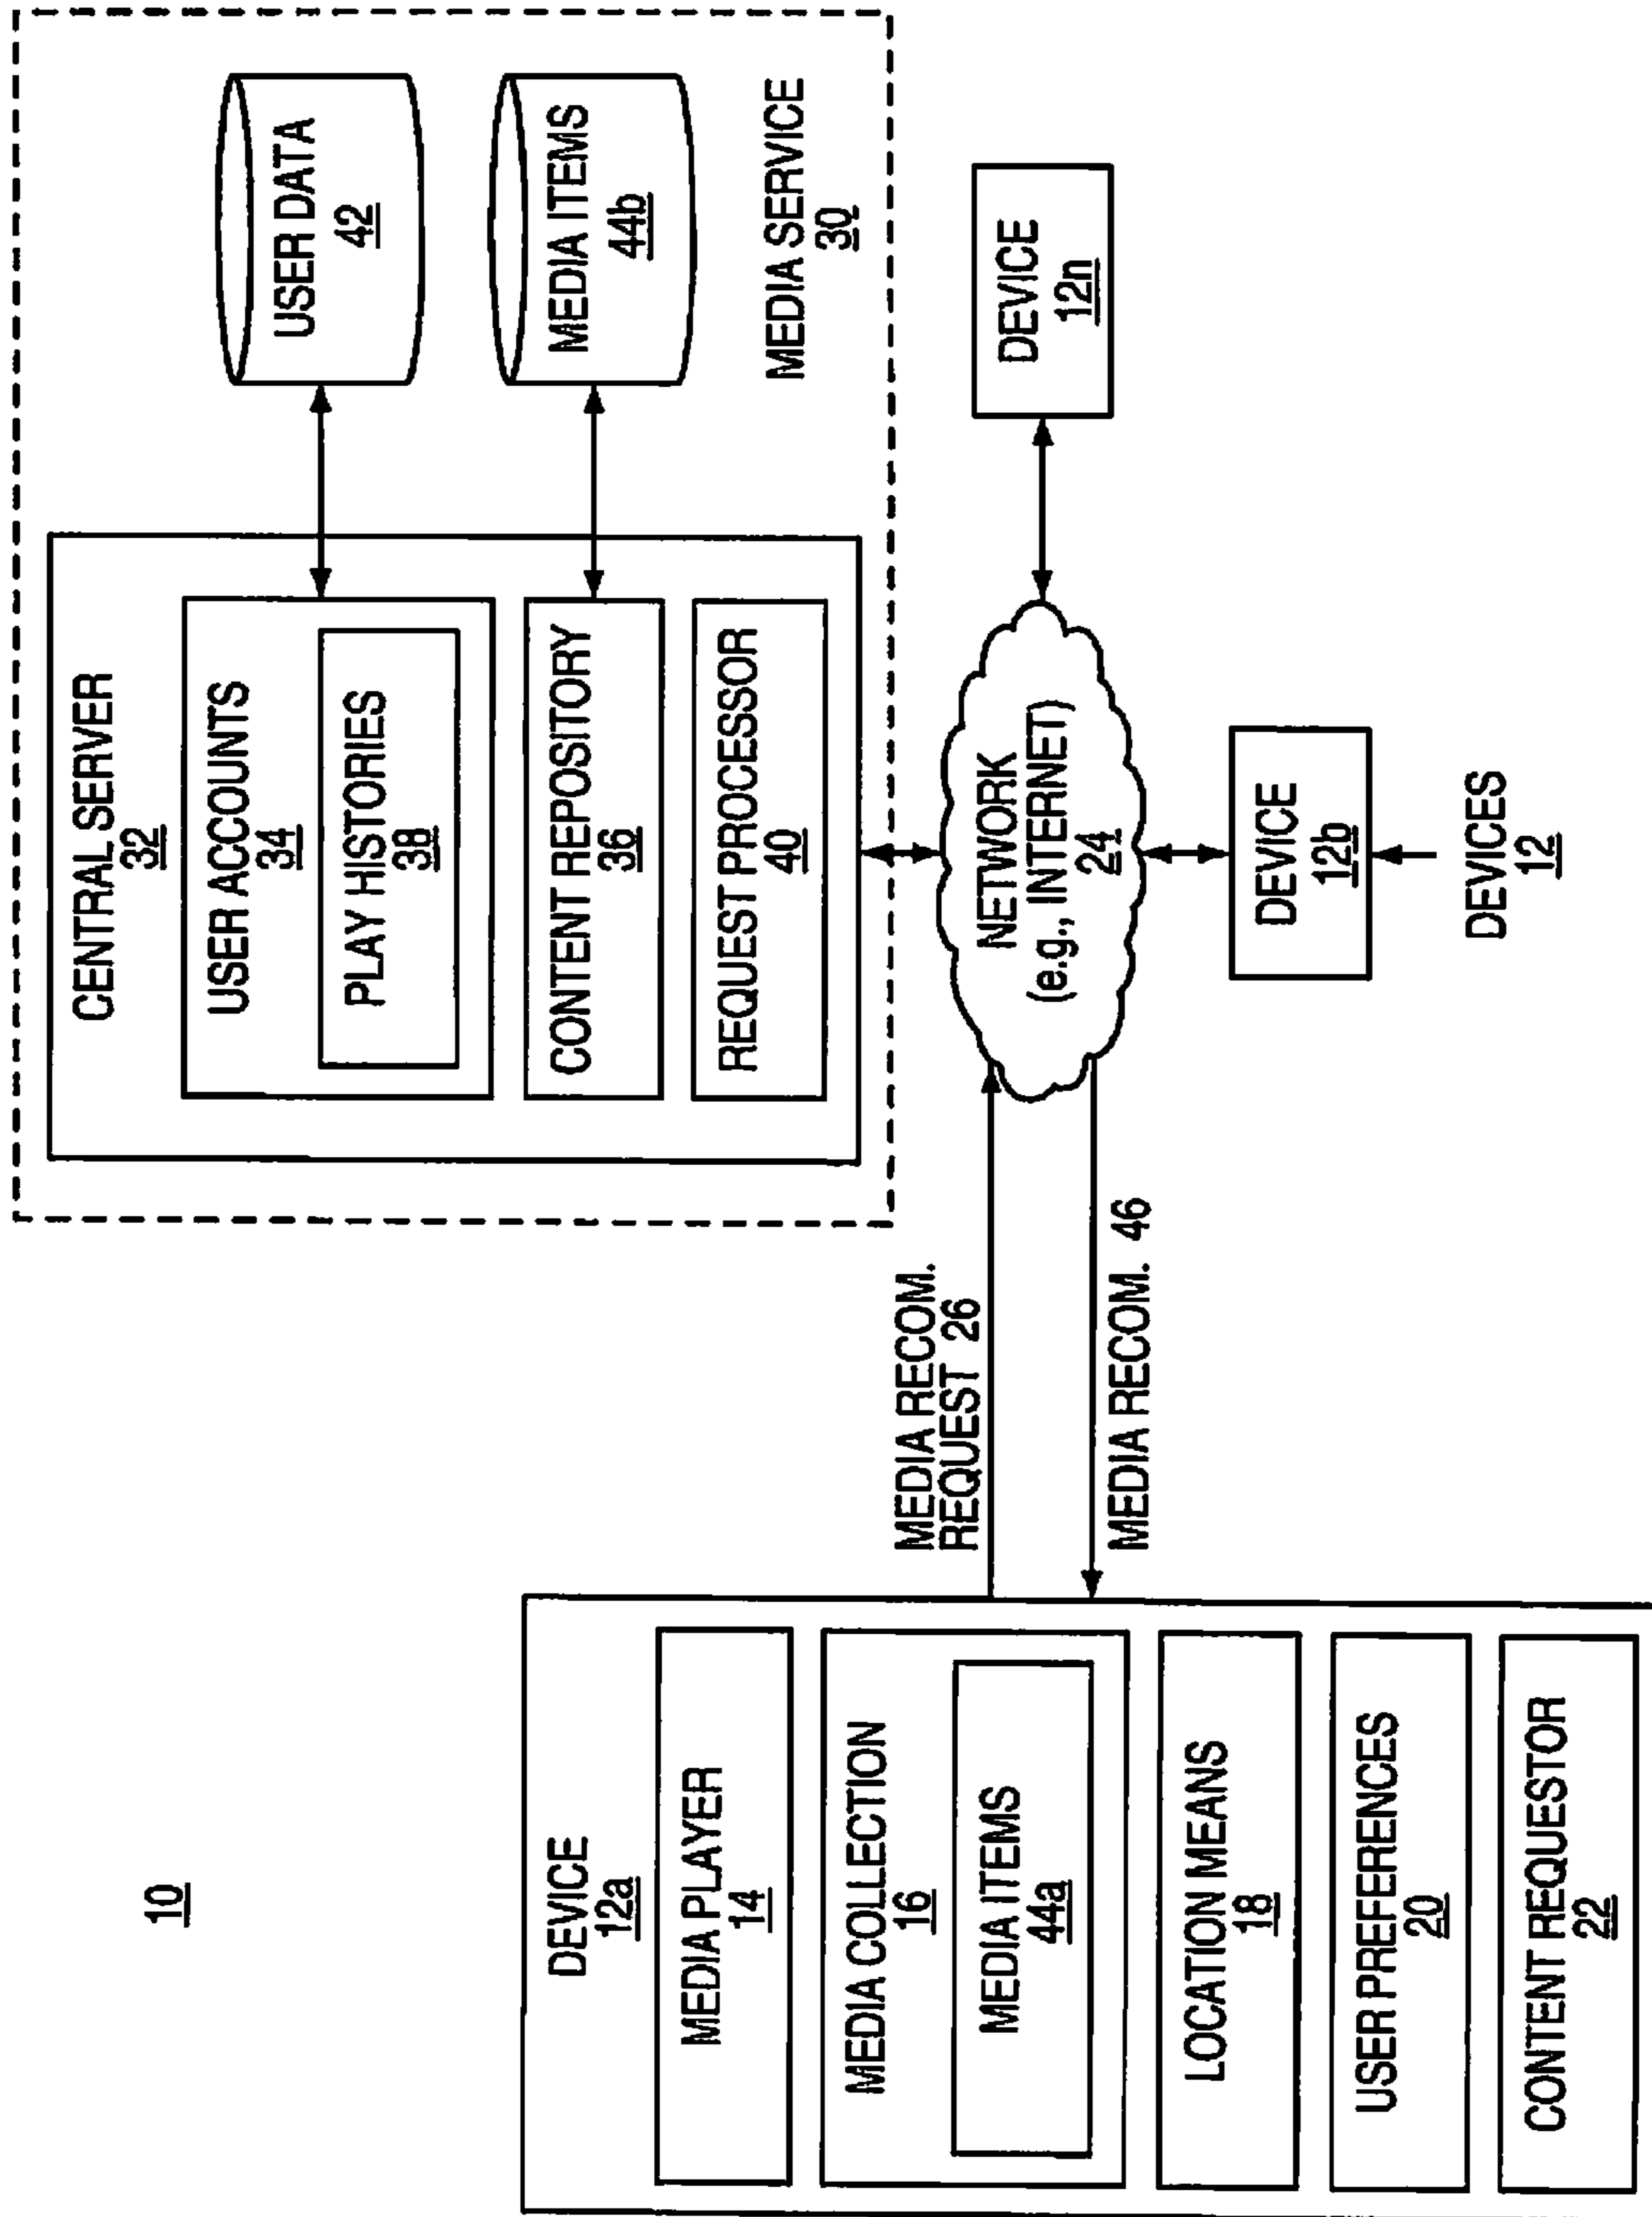 10
DEVICE
12a
MEDIA PLAYER
14
MEDIA COLLECTION
16
MEDIA ITEMS
44a
LOCATION MEANS
18
USER PREFERENCES
20
CONTENT REQUESTOR
22
MEDIA RECOM.
REQUEST 26
MEDIA RECOM. 46
CENTRAL SERVER
32
USER ACCOUNTS
34
PLAY HISTORIES
38
CONTENT REPOSITORY
36
REQUEST PROCESSOR
40
USER DATA
42
MEDIA ITEMS
44b
MEDIA SERVICE
30
NETWORK
(e.g., INTERNET)
24
DEVICE
12b
DEVICES
12
DEVICE
12n